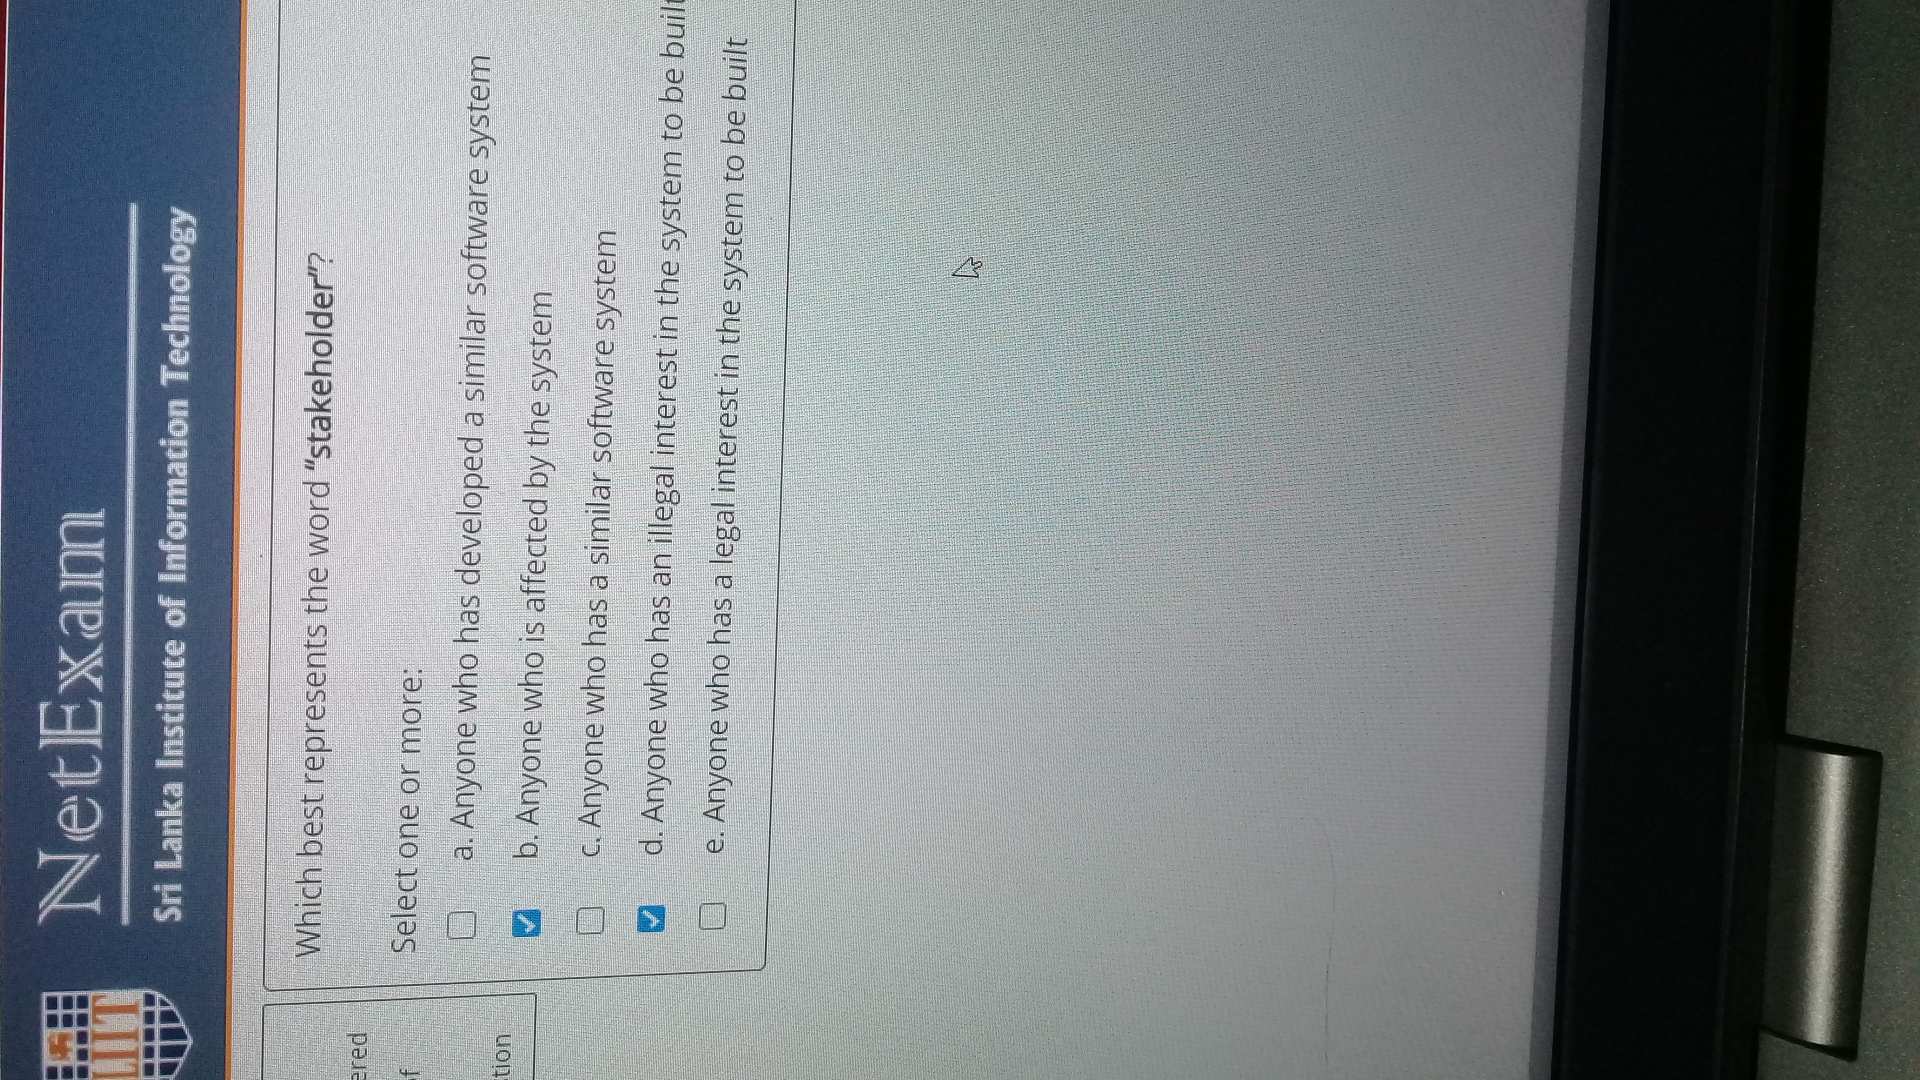 NetExam
LIIT
Sri Lanka Institute of Information Technology
Which best represents the word “stakeholder”?
ered
f
tion
Select one or more:
a. Anyone who has developed a similar software system
b. Anyone who is affected by the system
c. Anyone who has a similar software system
d. Anyone who has an illegal interest in the system to be built
e. Anyone who has a legal interest in the system to be built